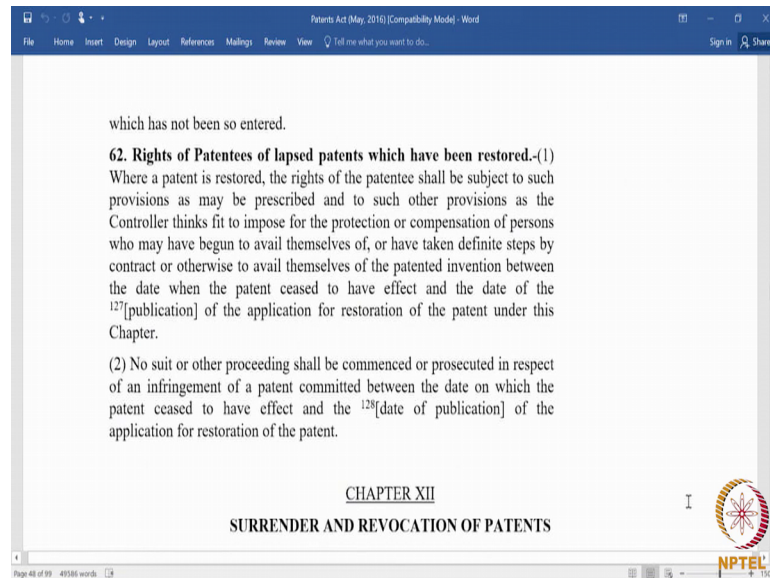 Patents Act (May, 2016) [Compatibility Mode] - Word
File Home Insert Design Layout References Mailings Review View Tell me what you want to do... Sign in Share
which has not been so entered.
62. Rights of Patentees of lapsed patents which have been restored.-(1)
Where a patent is restored, the rights of the patentee shall be subject to such
provisions as may be prescribed and to such other provisions as the
Controller thinks fit to impose for the protection or compensation of persons
who may have begun to avail themselves of, or have taken definite steps by
contract or otherwise to avail themselves of the patented invention between
the date when the patent ceased to have effect and the date of the
127[publication] of the application for restoration of the patent under this
Chapter.
(2) No suit or other proceeding shall be commenced or prosecuted in respect
of an infringement of a patent committed between the date on which the
patent ceased to have effect and the 128[date of publication] of the
application for restoration of the patent.
CHAPTER XII
SURRENDER AND REVOCATION OF PATENTS
NPTEL
Page 48 of 99 49586 words